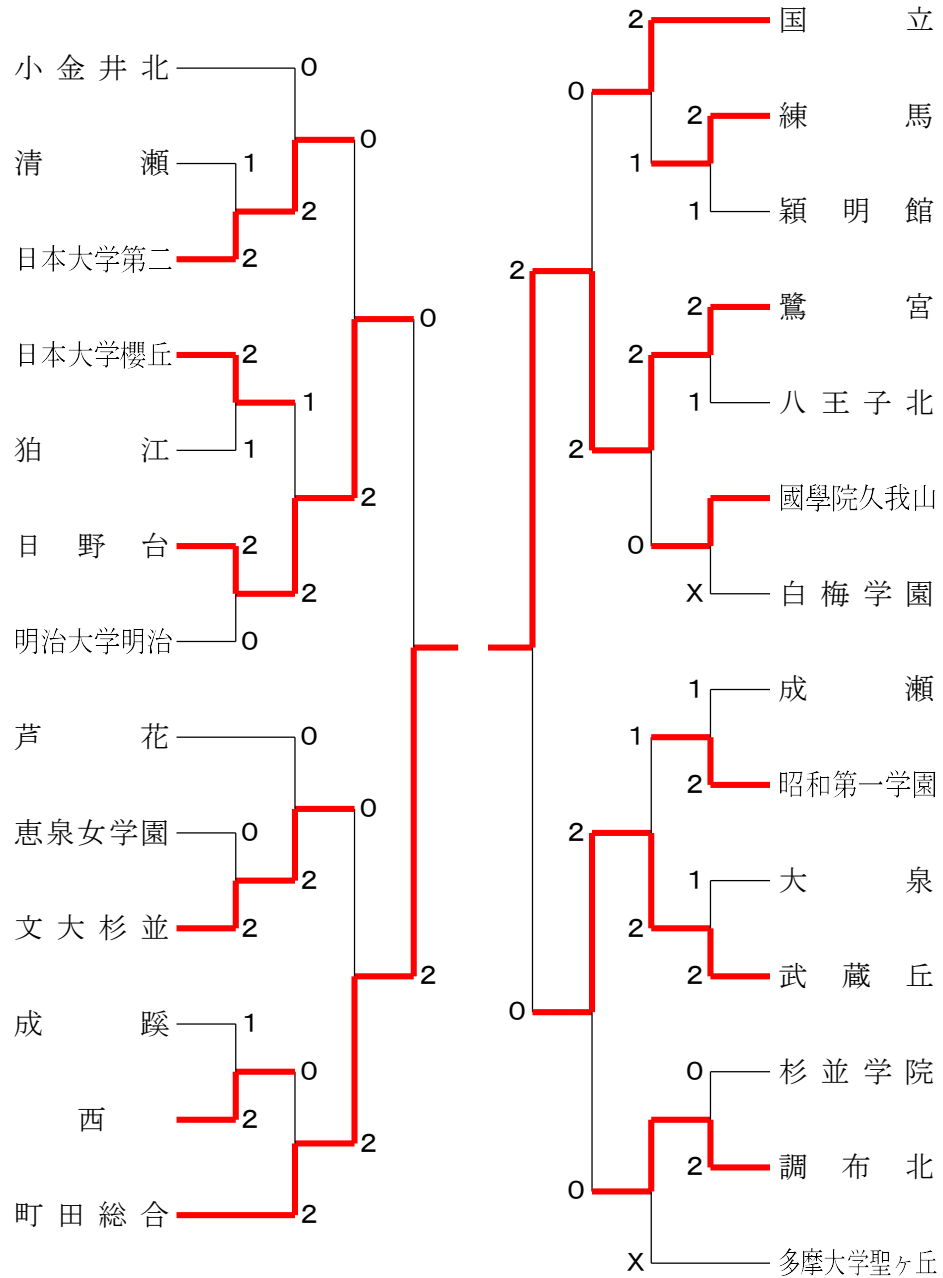 小金井北
0
0
清瀬
1
2
日本大学第二
2
0
日本大学櫻丘
2
1
狛江
1
2
日野台
2
2
明治大学明治
0
芦花
0
0
恵泉女学園
0
2
文大杉並
2
2
成蹊
1
0
西
2
2
町田総合
2
2
国立
0
2
練馬
1
1
穎明館
2
2
鷺宮
2
1
八王子北
2
國學院久我山
0
X
白梅学園
1
成瀬
1
2
昭和第一学園
2
1
大泉
2
2
武蔵丘
0
0
杉並学院
2
調布北
0
X
多摩大学聖ヶ丘